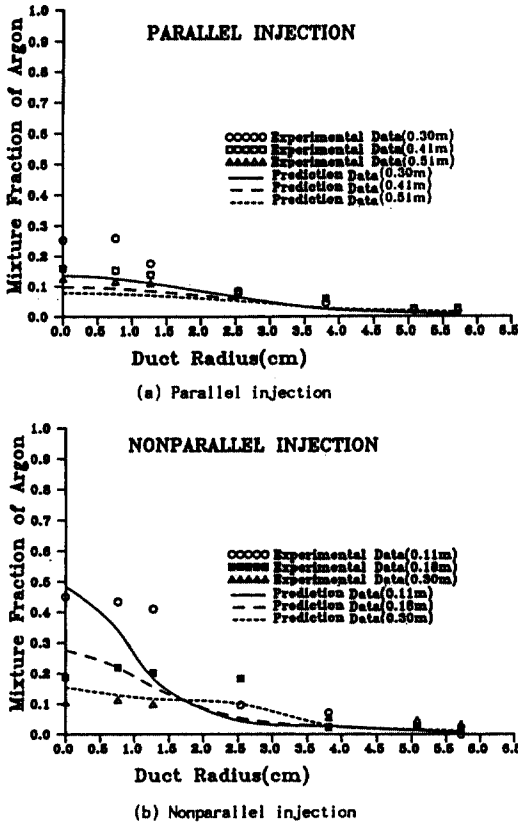 PARALLEL INJECTION
Mixture Fraction of Argon
1.0
0.9
0.8
0.7
0.6
0.5
0.4
0.3
0.2
0.1
0.0
Experimental Data(0.30m)
Experimental Data(0.41m)
Experimental Data(0.51m)
Prediction Data(0.30m)
Prediction Data(0.41m)
Prediction Data(0.51m)
0.0 0.5 1.0 1.5 2.0 2.5 3.0 3.5 4.0 4.5 5.0 5.5 6.0 6.5
Duct Radius(cm)
(a) Parallel injection
NONPARALLEL INJECTION
Mixture Fraction of Argon
1.0
0.9
0.8
0.7
0.6
0.5
0.4
0.3
0.2
0.1
0.0
Experimental Data(0.11m)
Experimental Data(0.18m)
Experimental Data(0.30m)
Prediction Data(0.11m)
Prediction Data(0.18m)
Prediction Data(0.30m)
0.0 0.5 1.0 1.5 2.0 2.5 3.0 3.5 4.0 4.5 5.0 5.5 6.0 6.5
Duct Radius(cm)
(b) Nonparallel injection